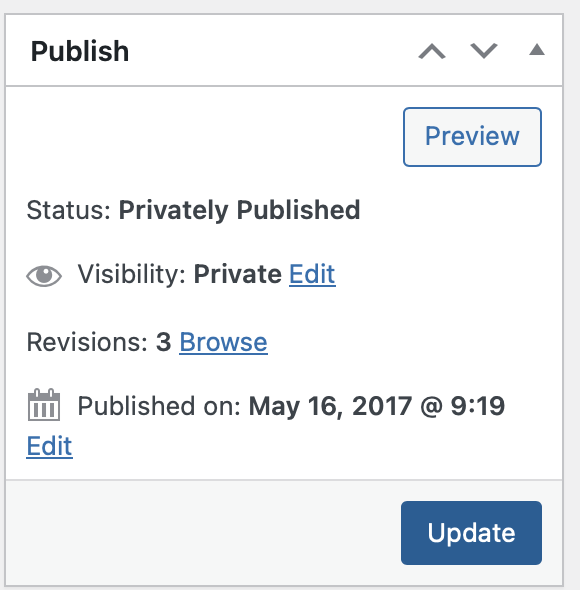 Publish
Preview
Status: Privately Published
Visibility: Private Edit
Revisions: 3 Browse
Published on: May 16, 2017 @ 9:19
Edit
Update